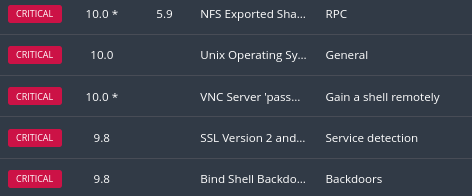 CRITICAL 10.0 * 5.9 NFS Exported Sha... RPC
CRITICAL 10.0 Unix Operating Sy... General
CRITICAL 10.0 * VNC Server 'pass... Gain a shell remotely
CRITICAL 9.8 SSL Version 2 and... Service detection
CRITICAL 9.8 Bind Shell Backdo... Backdoors